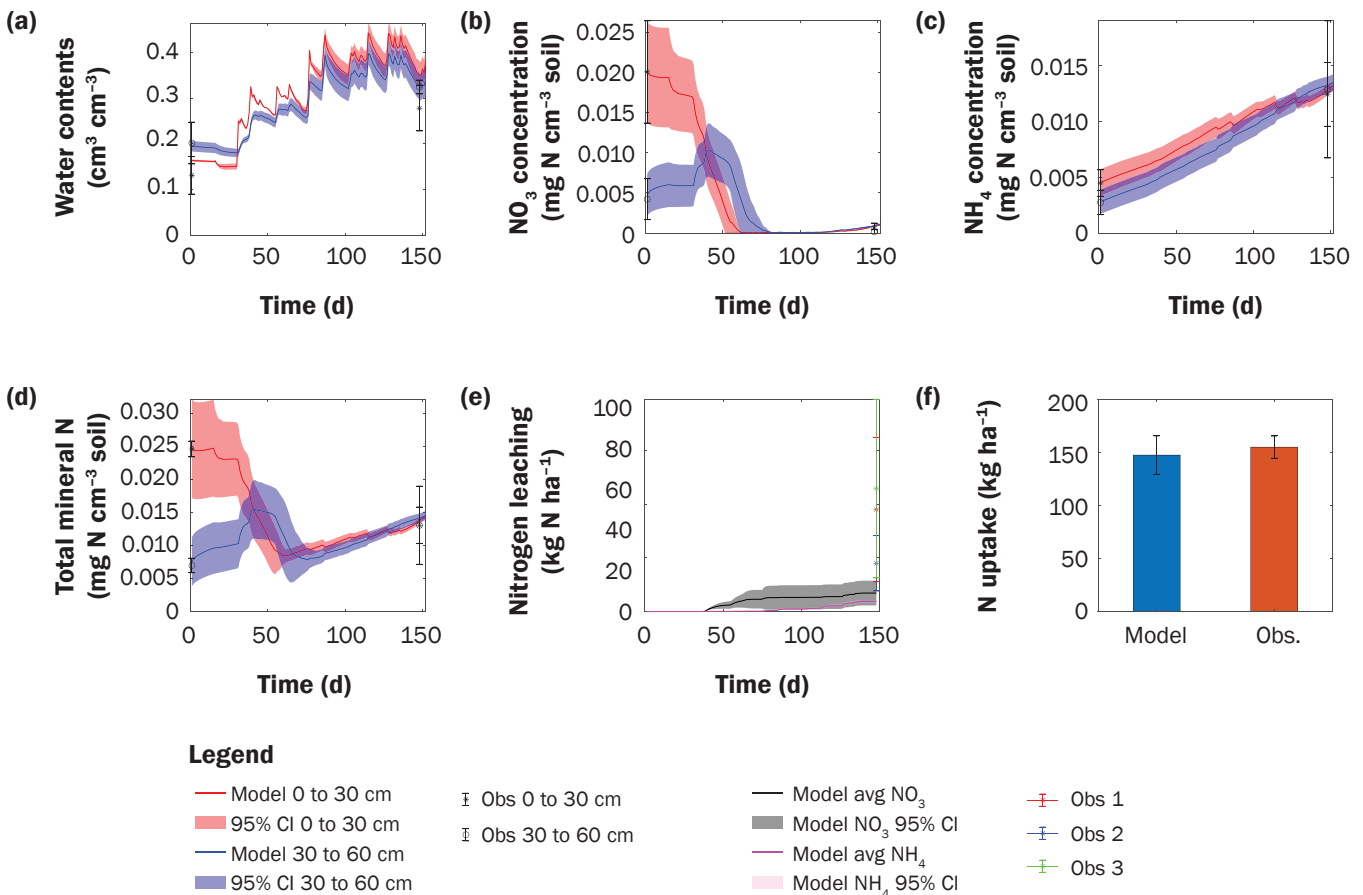 (a)
Water contents
(cm³ cm⁻³)
0.4
0.3
0.2
0.1
0
0 50 100 150
Time (d)
(b)
NO₃ concentration
(mg N cm⁻³ soil)
0.025
0.020
0.015
0.010
0.005
0
0 50 100 150
Time (d)
(c)
NH₄ concentration
(mg N cm⁻³ soil)
0.015
0.010
0.005
0
0 50 100 150
Time (d)
(d)
Total mineral N
(mg N cm⁻³ soil)
0.030
0.025
0.020
0.015
0.010
0.005
0
0 50 100 150
Time (d)
(e)
Nitrogen leaching
(kg N ha⁻¹)
100
80
60
40
20
0
0 50 100 150
Time (d)
(f)
N uptake (kg ha⁻¹)
200
150
100
50
0
Model Obs.
Legend
Model 0 to 30 cm
95% CI 0 to 30 cm
Model 30 to 60 cm
95% CI 30 to 60 cm
Obs 0 to 30 cm
Obs 30 to 60 cm
Model avg NO₃
Model NO₃ 95% CI
Model avg NH₄
Model NH₄ 95% CI
Obs 1
Obs 2
Obs 3